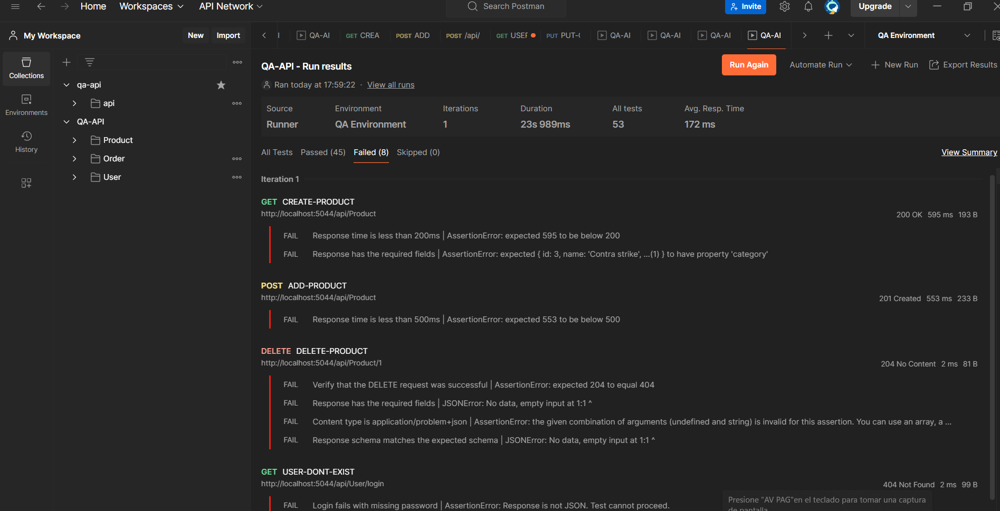 Home Workspaces API Network Search Postman Invite Upgrade
My Workspace New Import QA-AI GET CREA POST ADD POST /api/ GET USEF PUT PUT-C QA-AI QA-AI QA-AI QA-AI QA Environment
Collections
Environments
History
qa-api
api
QA-API
Product
Order
User
QA-API - Run results Run Again Automate Run New Run Export Results
Ran today at 17:59:22 · View all runs
Source Environment Iterations Duration All tests Avg. Resp. Time
Runner QA Environment 1 23s 989ms 53 172 ms
All Tests Passed (45) Failed (8) Skipped (0) View Summary
Iteration 1
GET CREATE-PRODUCT
http://localhost:5044/api/Product 200 OK 595 ms 193 B
FAIL Response time is less than 200ms | AssertionError: expected 595 to be below 200
FAIL Response has the required fields | AssertionError: expected { id: 3, name: 'Contra strike', ...(1) } to have property 'category'
POST ADD-PRODUCT
http://localhost:5044/api/Product 201 Created 553 ms 233 B
FAIL Response time is less than 500ms | AssertionError: expected 553 to be below 500
DELETE DELETE-PRODUCT
http://localhost:5044/api/Product/1 204 No Content 2 ms 81 B
FAIL Verify that the DELETE request was successful | AssertionError: expected 204 to equal 404
FAIL Response has the required fields | JSONError: No data, empty input at 1:1 ^
FAIL Content type is application/problem+json | AssertionError: the given combination of arguments (undefined and string) is invalid for this assertion. You can use an array, a ...
FAIL Response schema matches the expected schema | JSONError: No data, empty input at 1:1 ^
GET USER-DONT-EXIST
http://localhost:5044/api/User/login 404 Not Found 2 ms 99 B
FAIL Login fails with missing password | AssertionError: Response is not JSON. Test cannot proceed.
Presione "AV PAG"en el teclado para tomar una captura
de pantalla